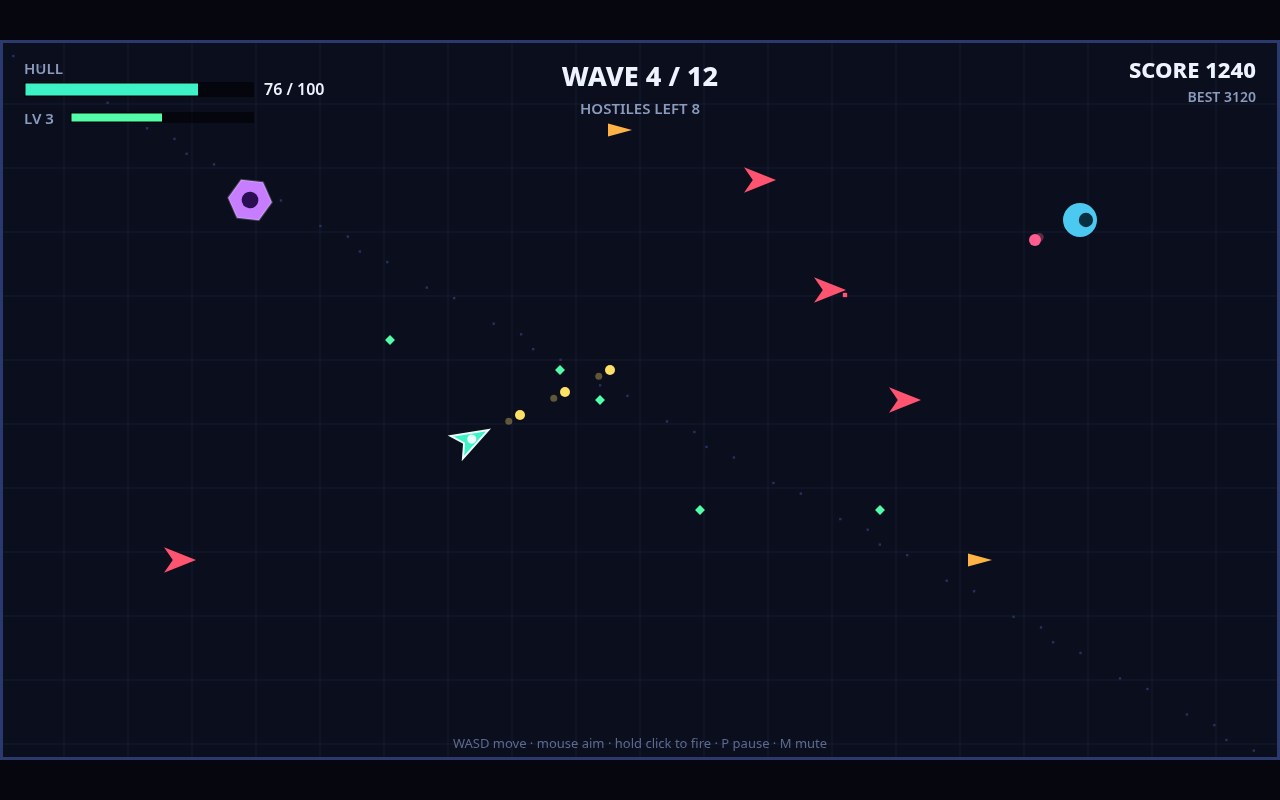 HULL
76 / 100
LV 3
WAVE 4 / 12
HOSTILES LEFT 8
SCORE 1240
BEST 3120
WASD move · mouse aim · hold click to fire · P pause · M mute